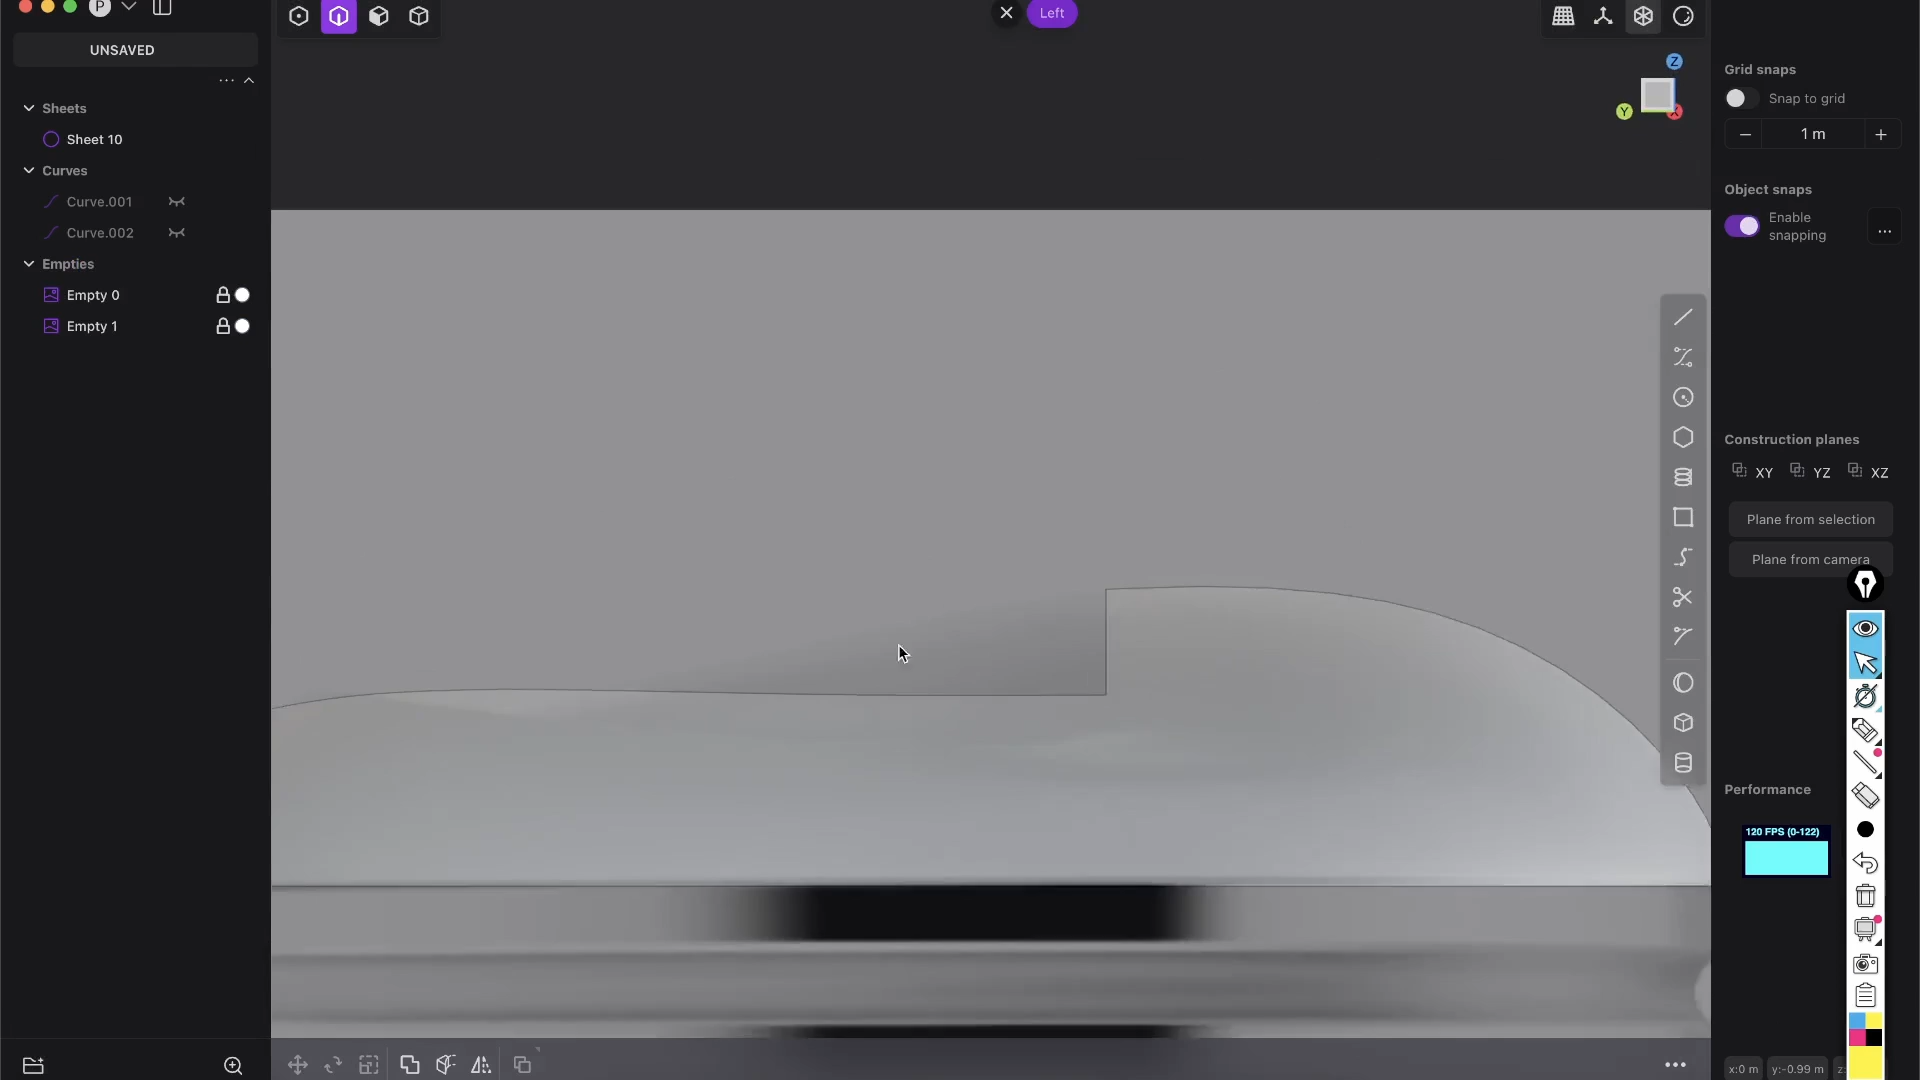 P
UNSAVED
...
Sheets
Sheet 10
Curves
Curve.001
Curve.002
Empties
Empty 0
Empty 1
Left
Z
Y
X
Grid snaps
Snap to grid
1 m
Object snaps
Enable
snapping
...
Construction planes
XY
YZ
XZ
Plane from selection
Plane from camera
Performance
120 FPS (0-122)
x:0 m
y:-0.99 m
z: